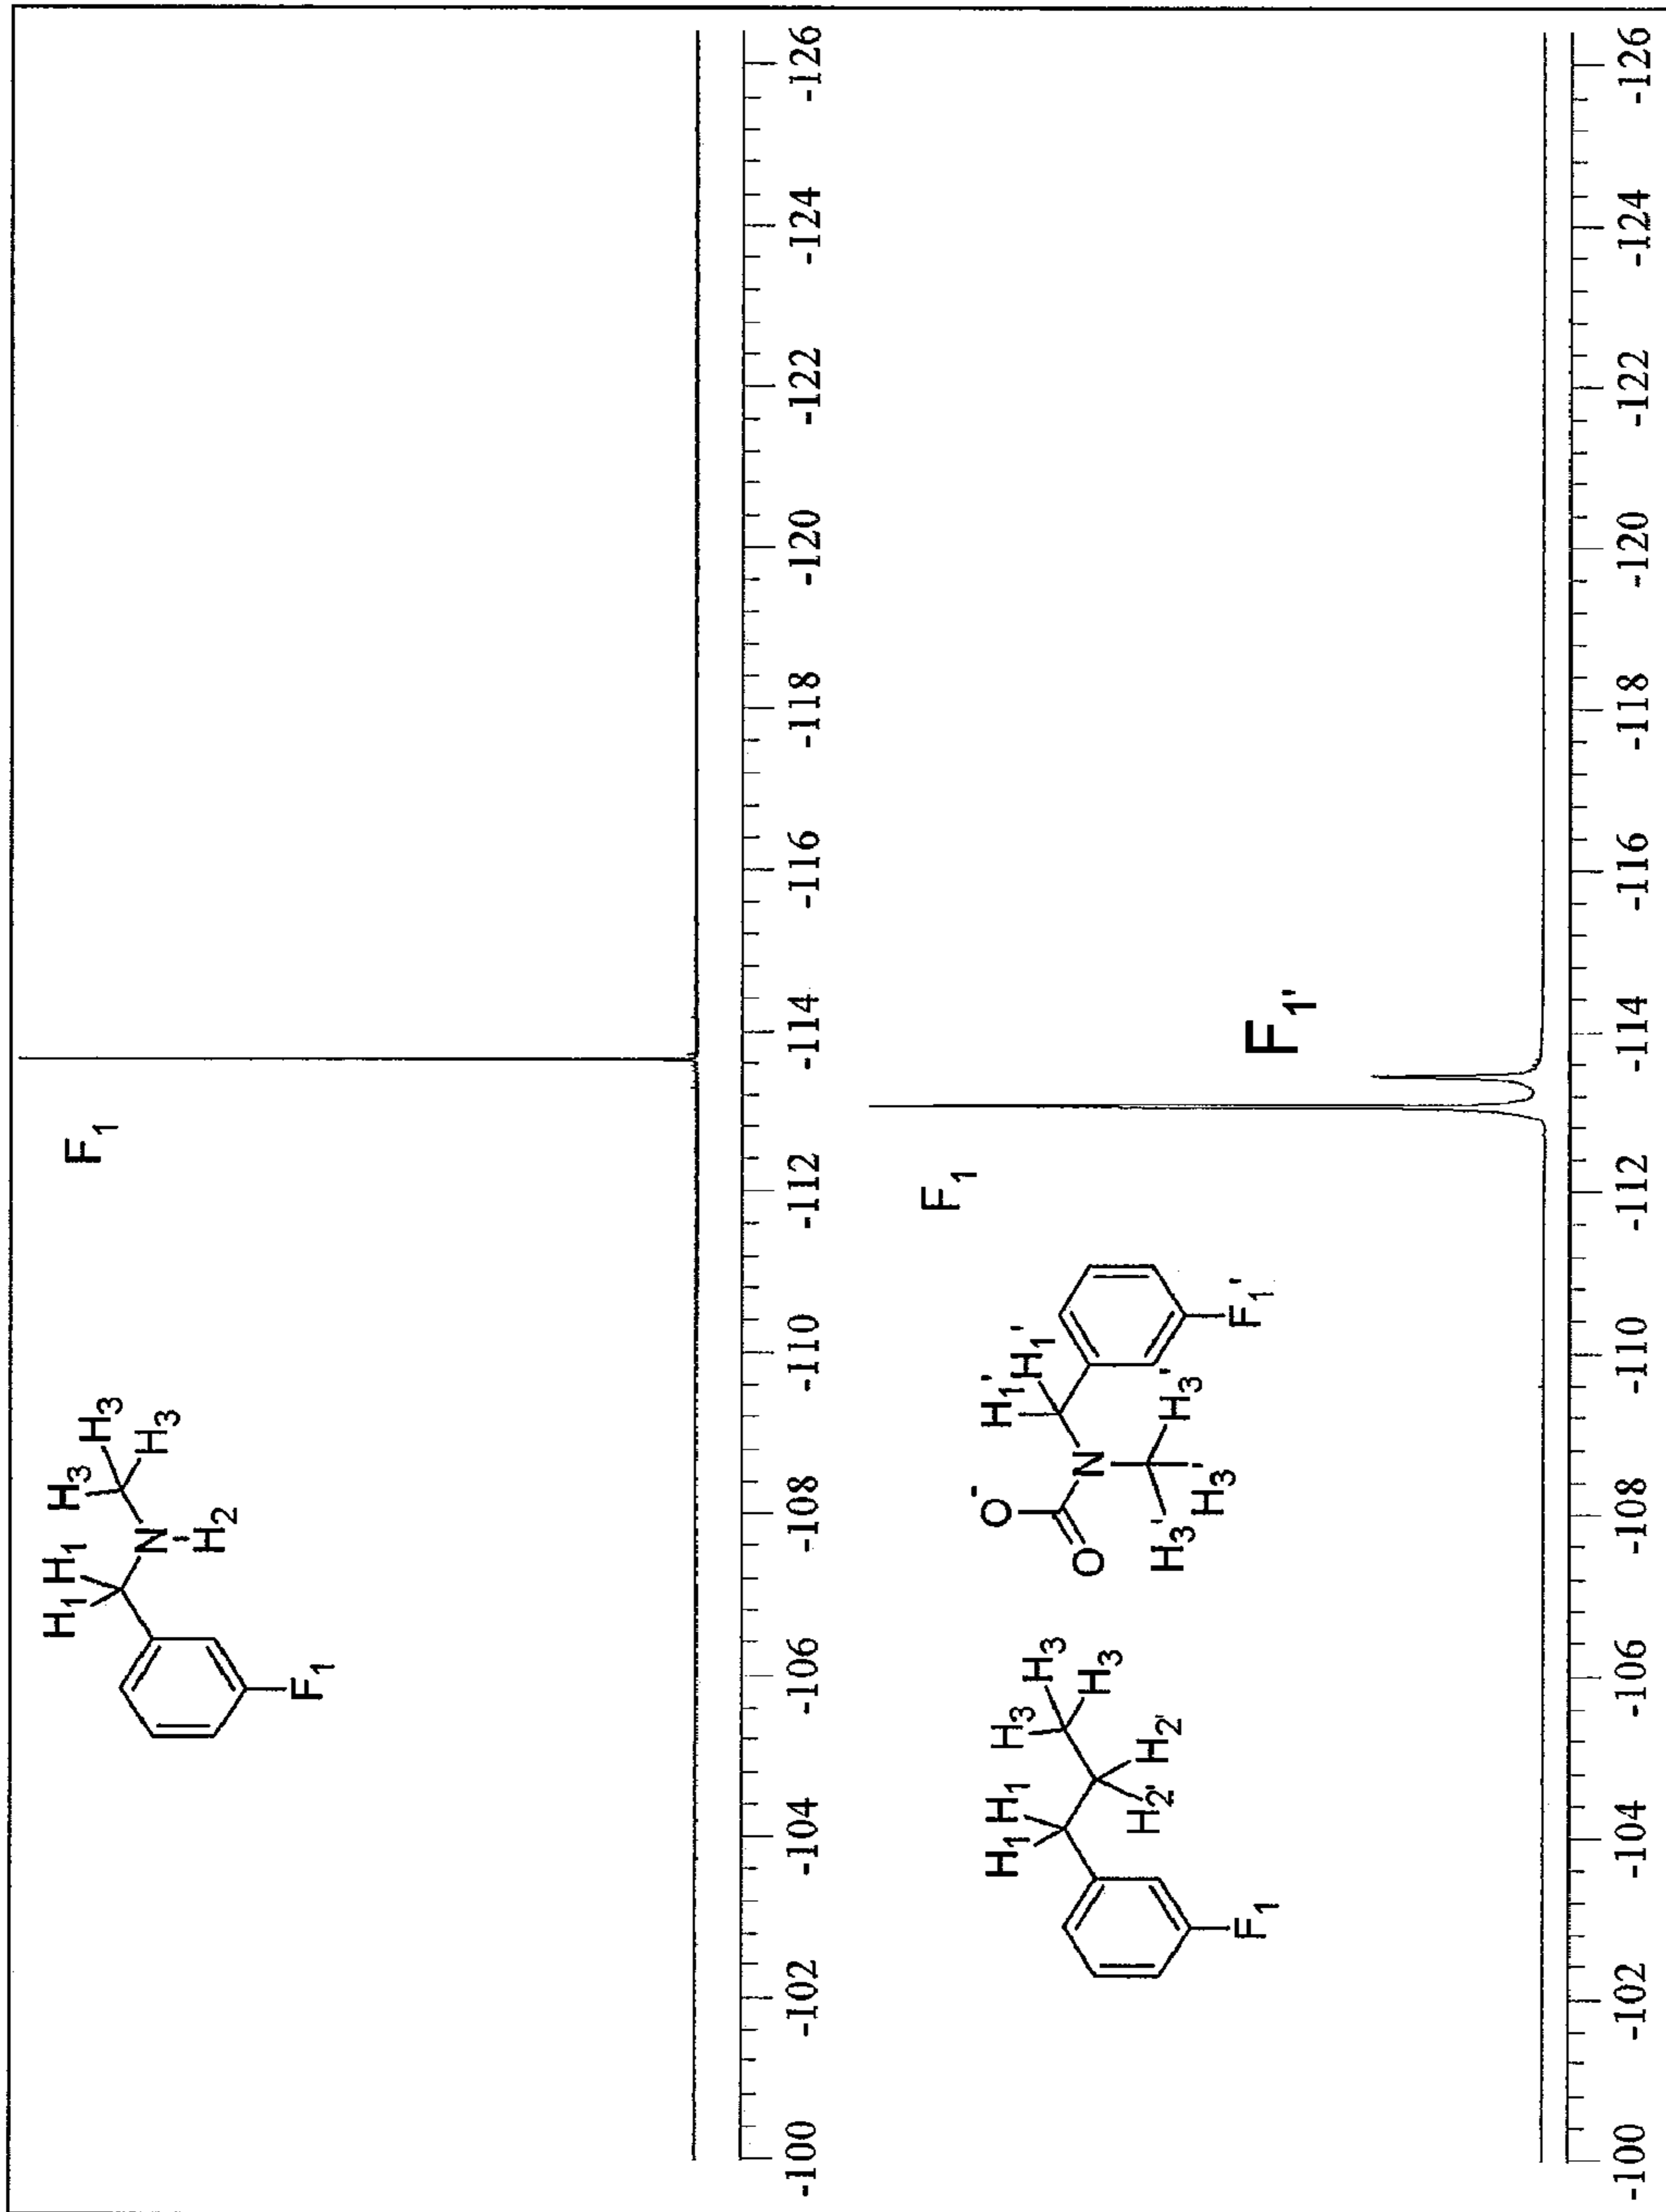 H₁ H₁ H₃ H₃ F₁
H₃
N
H₂
F₁
-100 -102 -104 -106 -108 -110 -112 -114 -116 -118 -120 -122 -124 -126
F₁
H₁ H₁ H₃ H₃ O⁻ H₁' H₁'
H₃
H₂' H₂' O N
H₃' H₃' H₃'
F₁ F₁'
F₁'
-100 -102 -104 -106 -108 -110 -112 -114 -116 -118 -120 -122 -124 -126